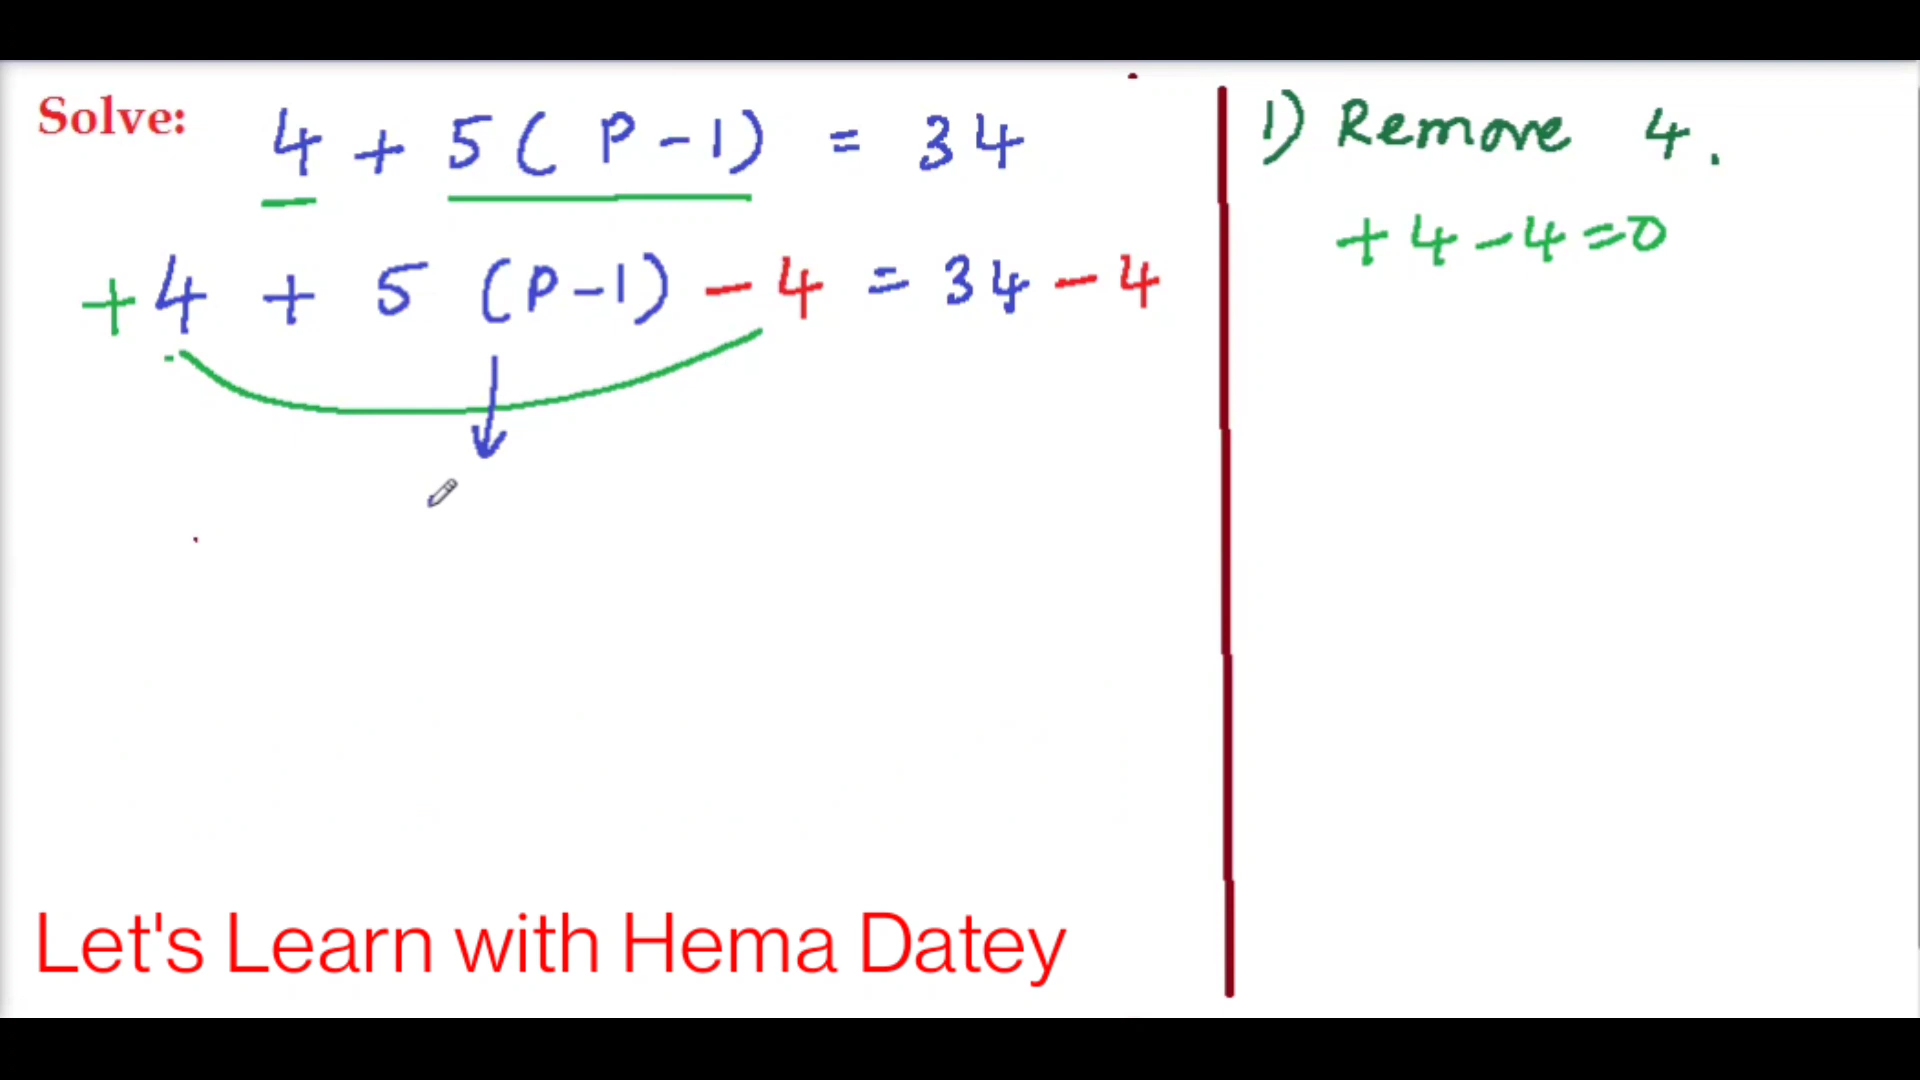 Solve: 4 + 5 ( P - 1 ) = 34
+ 4 + 5 ( P - 1 ) - 4 = 34 - 4
1) Remove 4.
+ 4 - 4 = 0
Let's Learn with Hema Datey